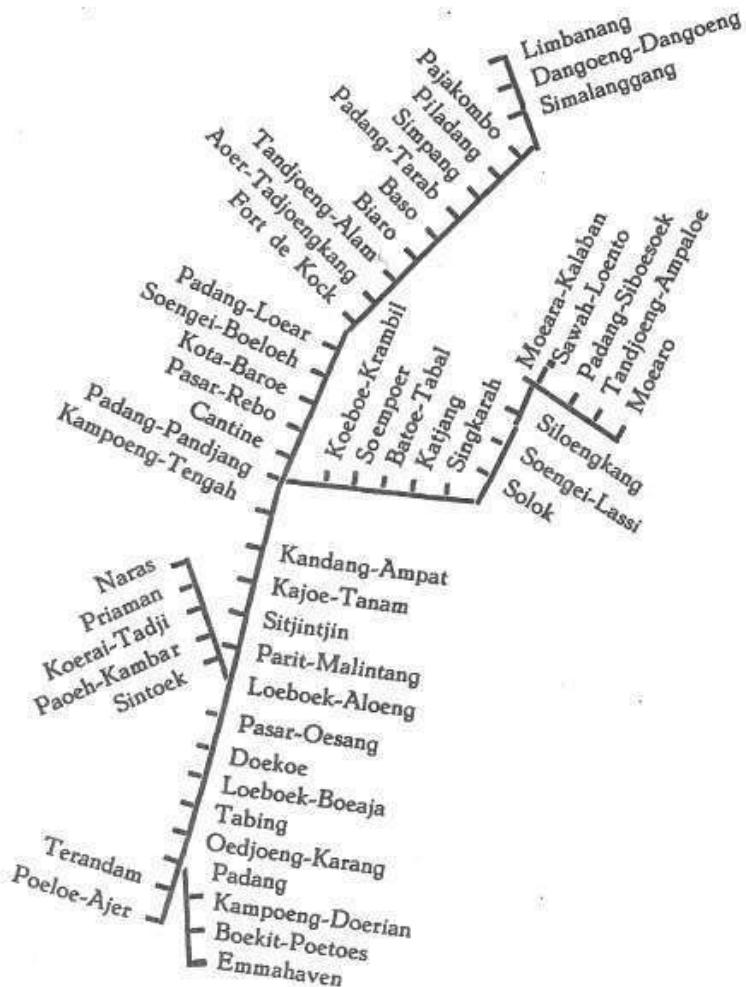 Limbanang
Dangoeng-Dangoeng
Simalanggang
Pajakombo
Piladang
Simpang
Padang-Tarab
Baso
Biaro
Tandjoeng-Alam
Aoer-Tadjoengkang
Fort de Kock
Padang-Loear
Soengei-Boeloeh
Kota-Baroe
Pasar-Rebo
Cantine
Padang-Pandjang
Kampoeng-Tengah
Koeboe-Krambil
Soempoer
Batoe-Tabal
Katjang
Singkarah
Solok
Soengei-Lassi
Siloengkang
Moeara-Kalaban
Sawah-Loento
Padang-Siboesoek
Tandjoeng-Ampaloe
Moearo
Kandang-Ampat
Kajoe-Tanam
Sitjintjin
Parit-Malintang
Loeboek-Aloeng
Naras
Priaman
Koerai-Tadji
Paoeh-Kambar
Sintoek
Pasar-Oesang
Doekoe
Loeboek-Boeaja
Tabing
Oedjoeng-Karang
Padang
Kampoeng-Doerian
Boekit-Poetoes
Emmahaven
Terandam
Poeloe-Ajer